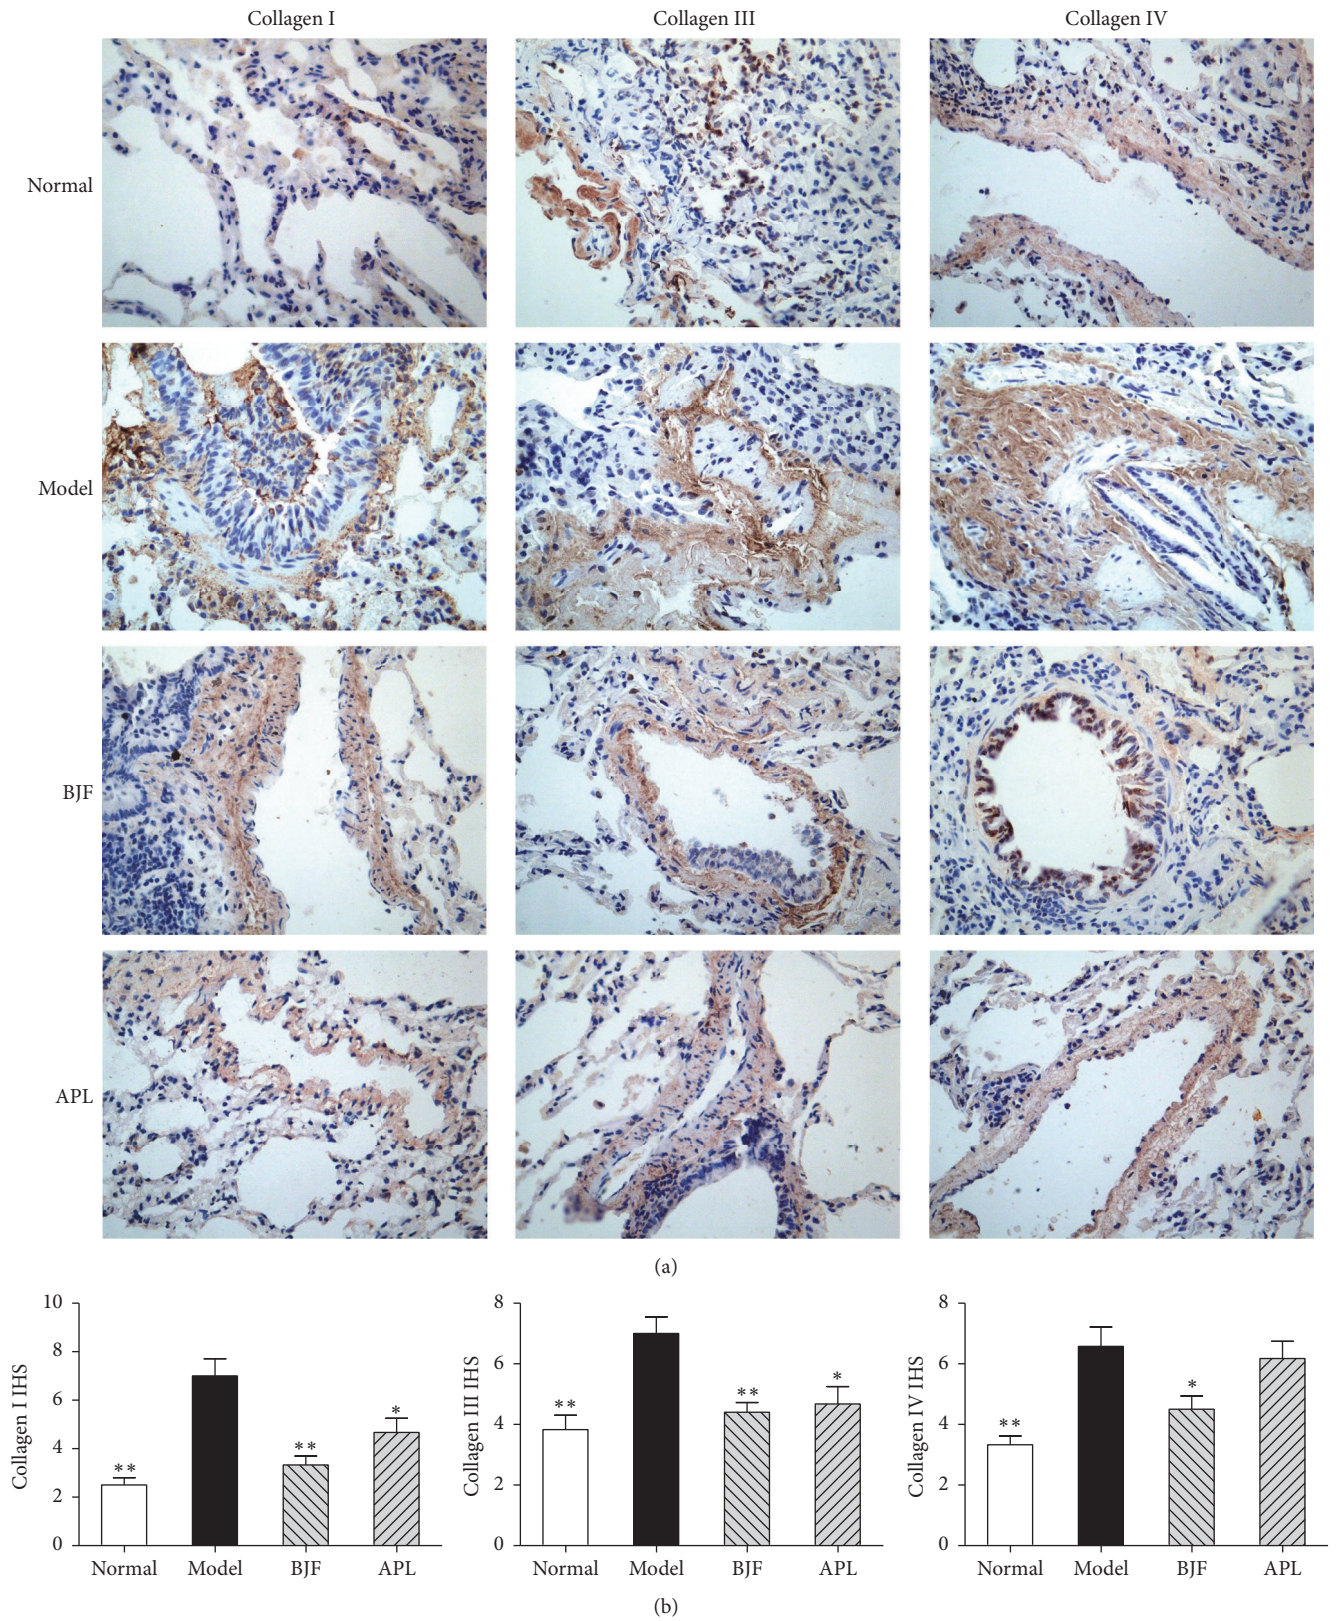 Collagen I Collagen III Collagen IV
Normal
Model
BJF
APL
(a)
Collagen I IHS
10
8
6
4
2
0
**
**
*
Normal Model BJF APL
Collagen III IHS
8
6
4
2
0
**
**
*
Normal Model BJF APL
Collagen IV IHS
8
6
4
2
0
**
*
Normal Model BJF APL
(b)